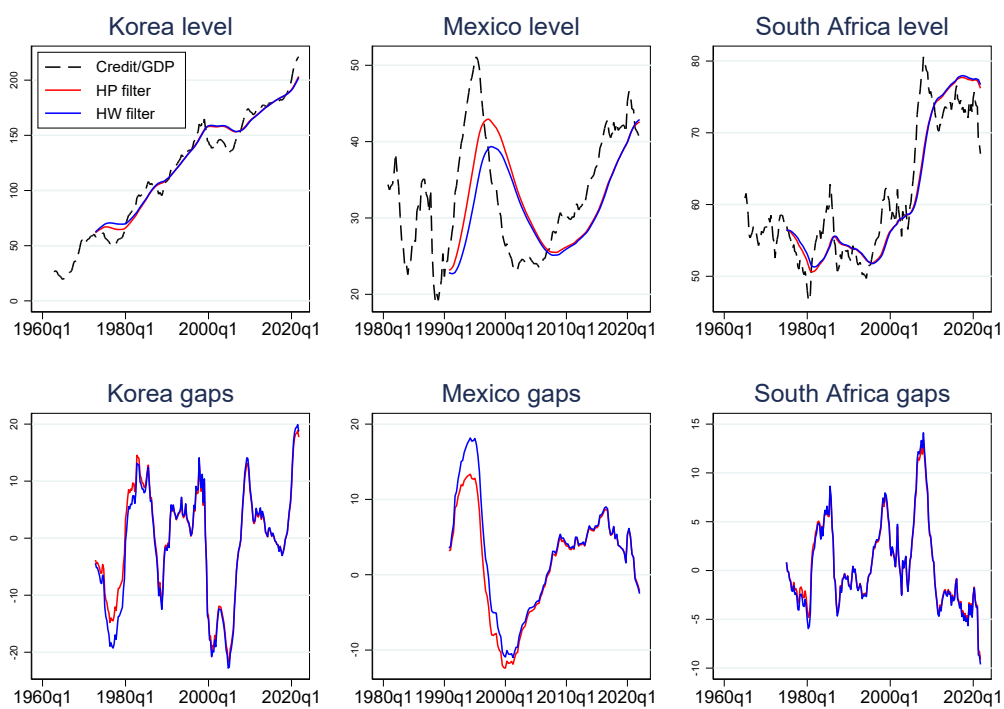 Korea level
Mexico level
South Africa level
Credit/GDP
HP filter
HW filter
0
50
100
150
200
1960q1
1980q1
2000q1
2020q1
20
30
40
50
1980q1
1990q1
2000q1
2010q1
2020q1
50
60
70
80
1960q1
1980q1
2000q1
2020q1
Korea gaps
Mexico gaps
South Africa gaps
-20
-10
0
10
20
1960q1
1980q1
2000q1
2020q1
-10
0
10
20
1980q1
1990q1
2000q1
2010q1
2020q1
-10
-5
0
5
10
15
1960q1
1980q1
2000q1
2020q1